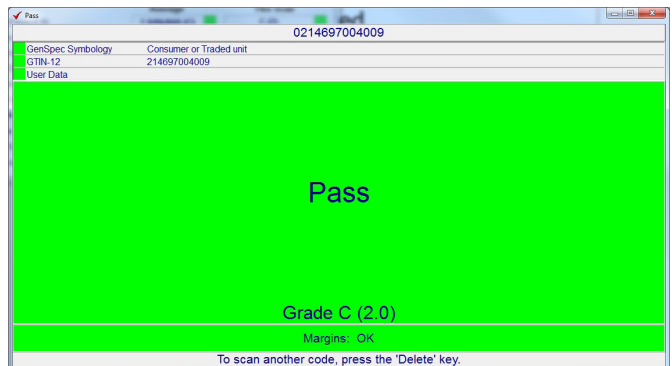 Pass
0214697004009
GenSpec Symbology Consumer or Traded unit
GTIN-12 214697004009
User Data
Pass
Grade C (2.0)
Margins: OK
To scan another code, press the 'Delete' key.